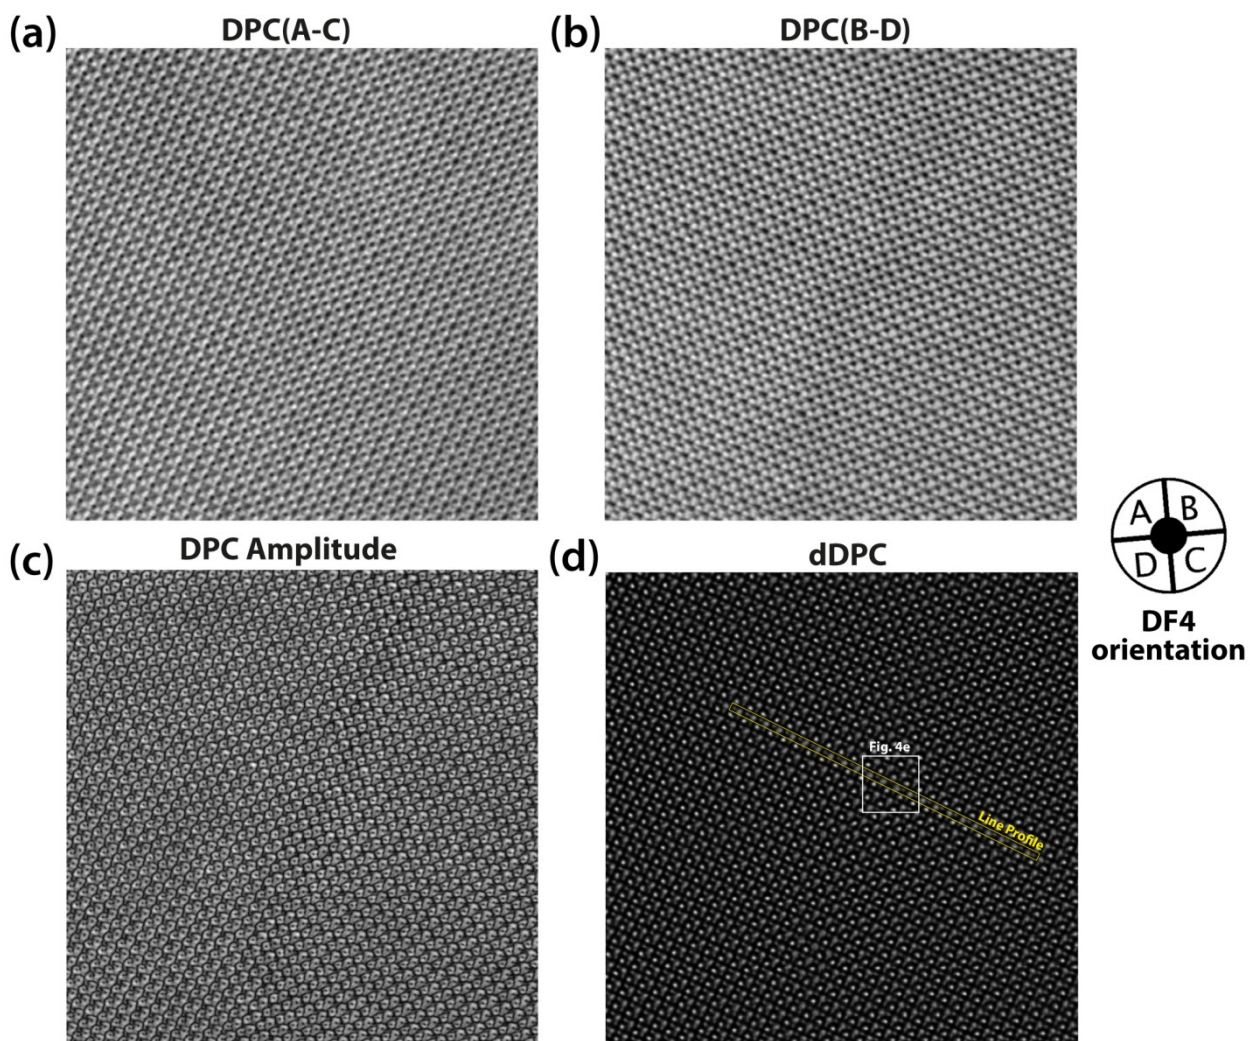 (a) DPC(A-C)
(b) DPC(B-D)
A B
D C
DF4
orientation
(c) DPC Amplitude
(d) dDPC
Fig. 4e
Line Profile